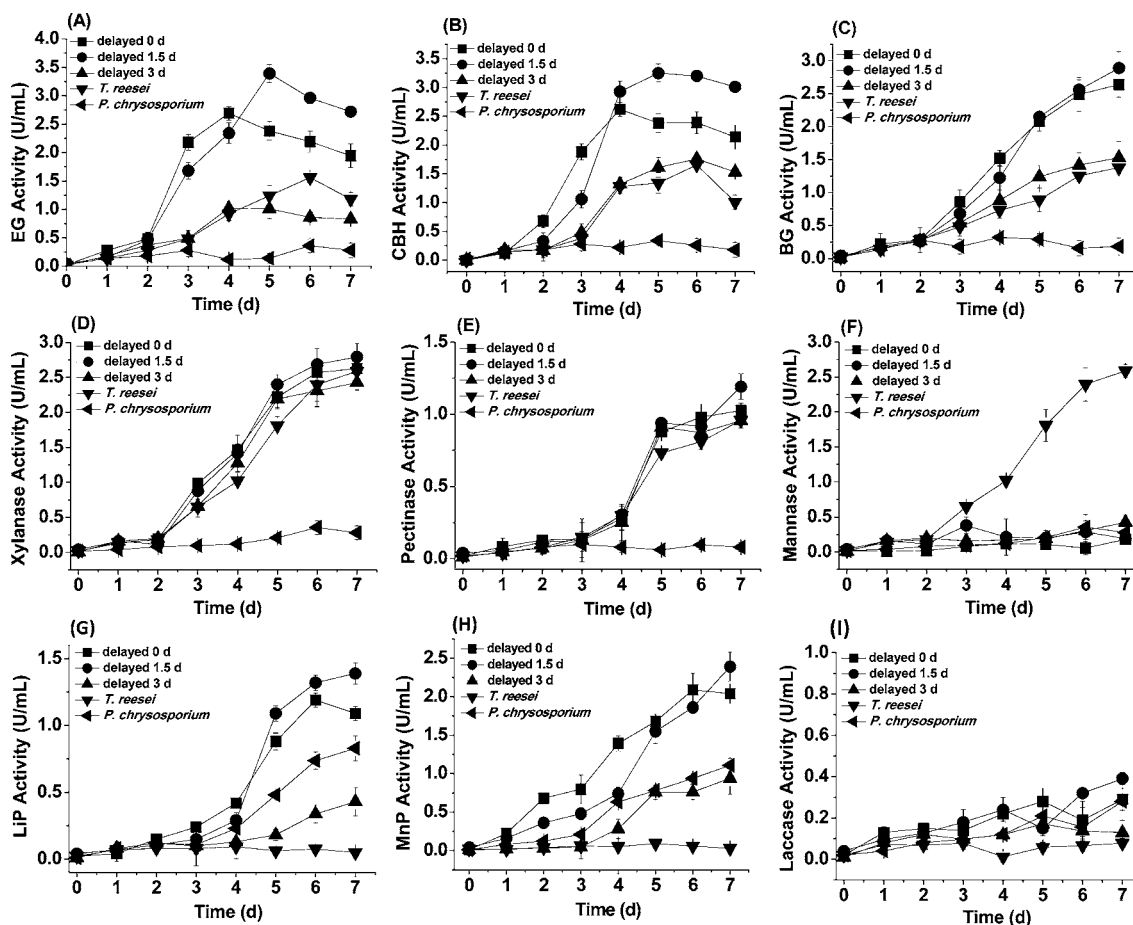 (A)
delayed 0 d
delayed 1.5 d
delayed 3 d
T. reesei
P. chrysosporium
EG Activity (U/mL)
4.0
3.5
3.0
2.5
2.0
1.5
1.0
0.5
0.0
0 1 2 3 4 5 6 7
Time (d)
(B)
delayed 0 d
delayed 1.5 d
delayed 3 d
T. reesei
P. chrysosporium
CBH Activity (U/mL)
4.0
3.5
3.0
2.5
2.0
1.5
1.0
0.5
0.0
0 1 2 3 4 5 6 7
Time (d)
(C)
delayed 0 d
delayed 1.5 d
delayed 3 d
T. reesei
P. chrysosporium
BG Activity (U/mL)
3.0
2.5
2.0
1.5
1.0
0.5
0.0
0 1 2 3 4 5 6 7
Time (d)
(D)
delayed 0 d
delayed 1.5 d
delayed 3 d
T. reesei
P. chrysosporium
Xylanase Activity (U/mL)
3.0
2.5
2.0
1.5
1.0
0.5
0.0
0 1 2 3 4 5 6 7
Time (d)
(E)
delayed 0 d
delayed 1.5 d
delayed 3 d
T. reesei
P. chrysosporium
Pectinase Activity (U/mL)
1.5
1.0
0.5
0.0
0 1 2 3 4 5 6 7
Time (d)
(F)
delayed 0 d
delayed 1.5 d
delayed 3 d
T. reesei
P. chrysosporium
Mannase Activity (U/mL)
3.0
2.5
2.0
1.5
1.0
0.5
0.0
0 1 2 3 4 5 6 7
Time (d)
(G)
delayed 0 d
delayed 1.5 d
delayed 3 d
T. reesei
P. chrysosporium
LiP Activity (U/mL)
1.5
1.0
0.5
0.0
0 1 2 3 4 5 6 7
Time (d)
(H)
delayed 0 d
delayed 1.5 d
delayed 3 d
T. reesei
P. chrysosporium
MnP Activity (U/mL)
2.5
2.0
1.5
1.0
0.5
0.0
0 1 2 3 4 5 6 7
Time (d)
(I)
delayed 0 d
delayed 1.5 d
delayed 3 d
T. reesei
P. chrysosporium
Laccase Activity (U/mL)
1.0
0.8
0.6
0.4
0.2
0.0
0 1 2 3 4 5 6 7
Time (d)